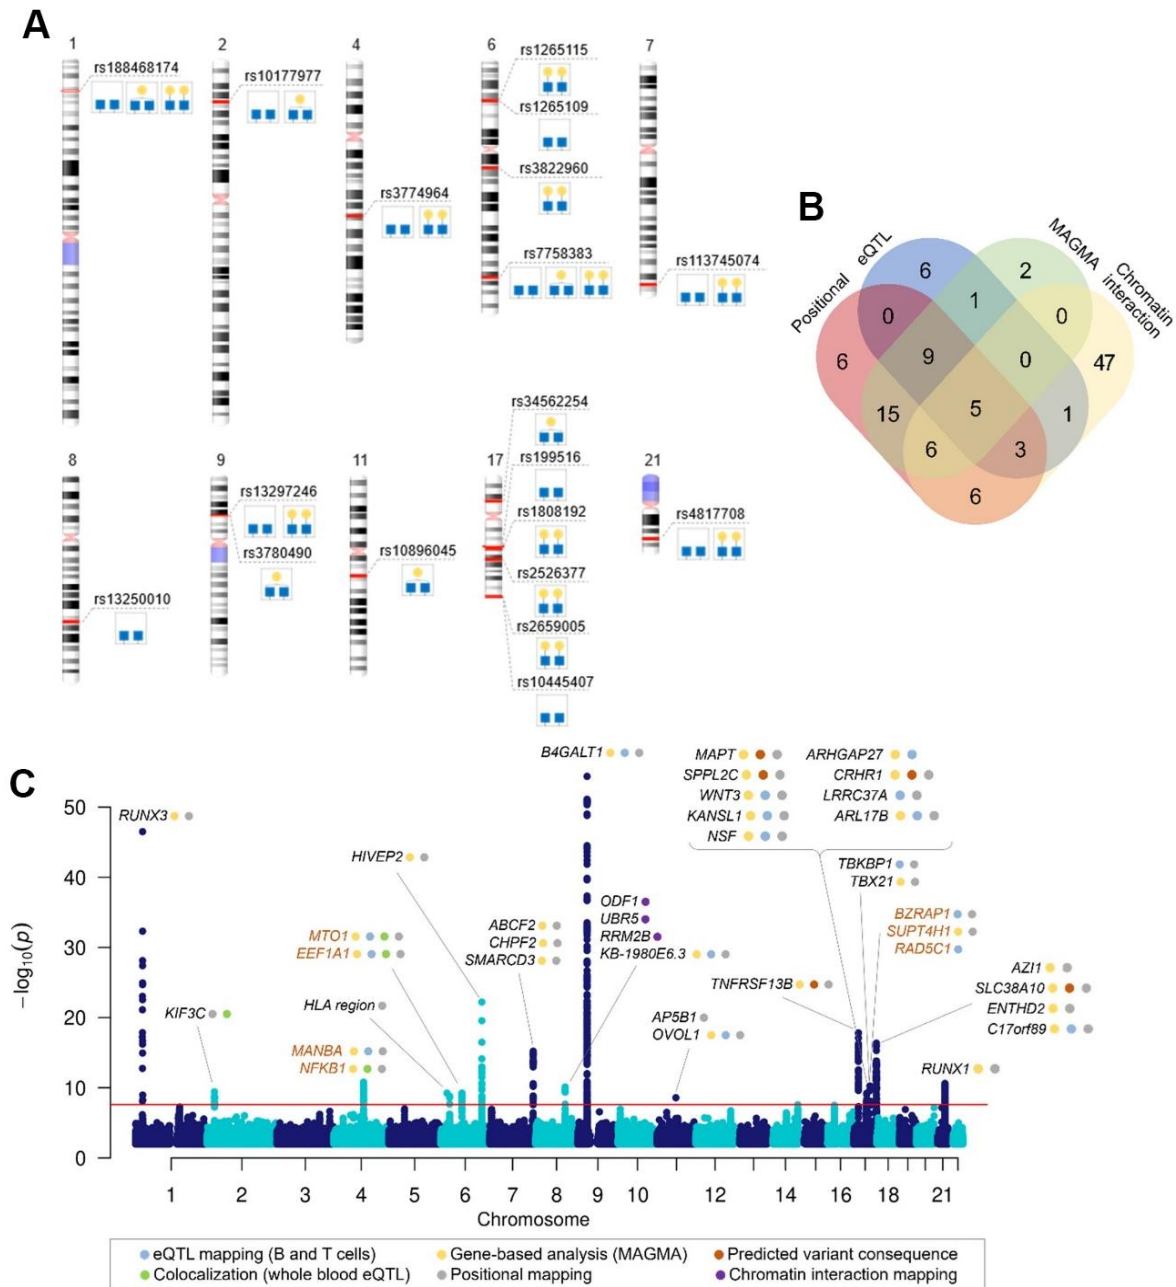 A
1
2
4
6
7
rs188468174
rs10177977
rs3774964
rs1265115
rs1265109
rs3822960
rs7758383
rs113745074
8
9
11
17
21
rs13250010
rs13297246
rs3780490
rs10896045
rs34562254
rs199516
rs1808192
rs2526377
rs2659005
rs10445407
rs4817708
B
Positional
eQTL
MAGMA
Chromatin
interaction
6
2
0
1
0
6
9
0
47
15
5
1
6
3
6
C
−log10(p)
50
40
30
20
10
0
RUNX3
KIF3C
HIVEP2
MTO1
EEF1A1
HLA region
MANBA
NFKB1
ABCF2
CHPF2
SMARCD3
B4GALT1
ODF1
UBR5
RRM2B
KB-1980E6.3
AP5B1
OVOL1
TNFRSF13B
MAPT
SPPL2C
WNT3
KANSL1
NSF
ARHGAP27
CRHR1
LRRC37A
ARL17B
TBKBP1
TBX21
BZRAP1
SUPT4H1
RAD5C1
AZI1
SLC38A10
ENTHD2
C17orf89
RUNX1
1 2 3 4 5 6 7 8 9 10 12 14 16 18 21
Chromosome
eQTL mapping (B and T cells) Gene-based analysis (MAGMA) Predicted variant consequence
Colocalization (whole blood eQTL) Positional mapping Chromatin interaction mapping